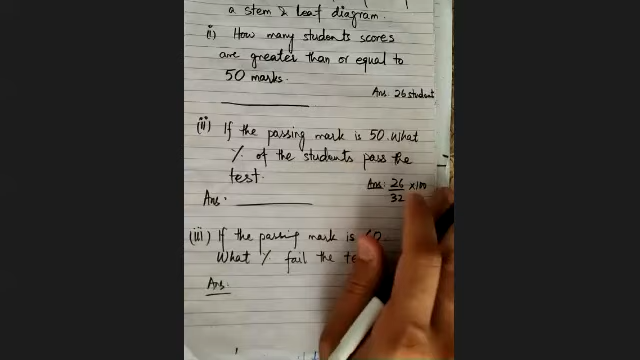 a stem & leaf diagram.
(i) How many students scores
are greater than or equal to
50 marks.
Ans: 26 student
(ii) If the passing mark is 50. What
% of the students pass the
test.
Ans: 26/32 x100
Ans.
(iii) If the passing mark is 60.
What % fail the
Ans: